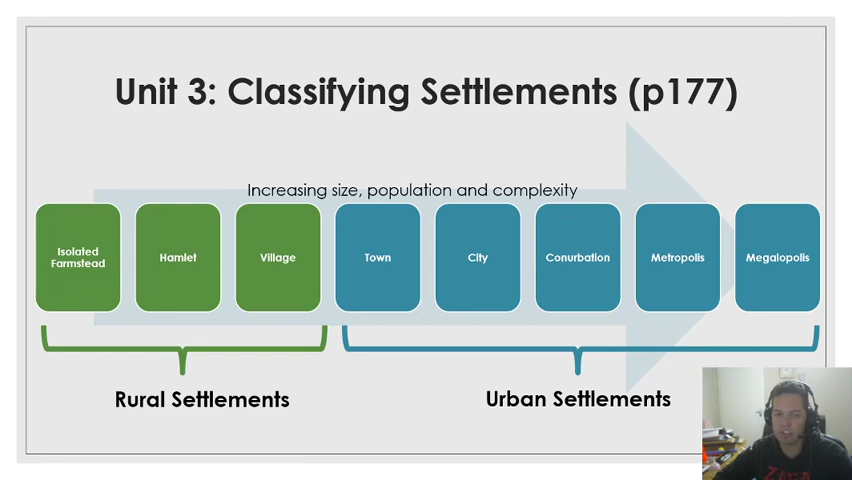 Unit 3: Classifying Settlements (p177)
Increasing size, population and complexity
Isolated
Farmstead
Hamlet
Village
Town
City
Conurbation
Metropolis
Megalopolis
Rural Settlements
Urban Settlements